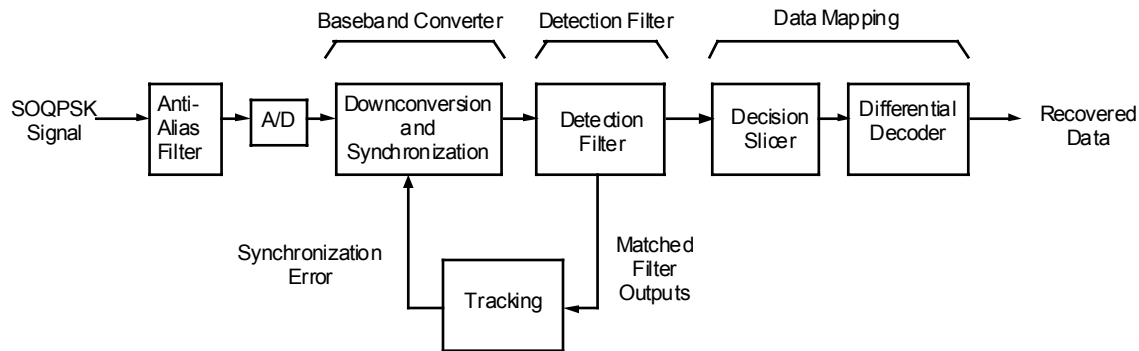 Baseband Converter
Detection Filter
Data Mapping
SOQPSK
Signal
Anti-
Alias
Filter
A/D
Downconversion
and
Synchronization
Detection
Filter
Decision
Slicer
Differential
Decoder
Recovered
Data
Synchronization
Error
Tracking
Matched
Filter
Outputs